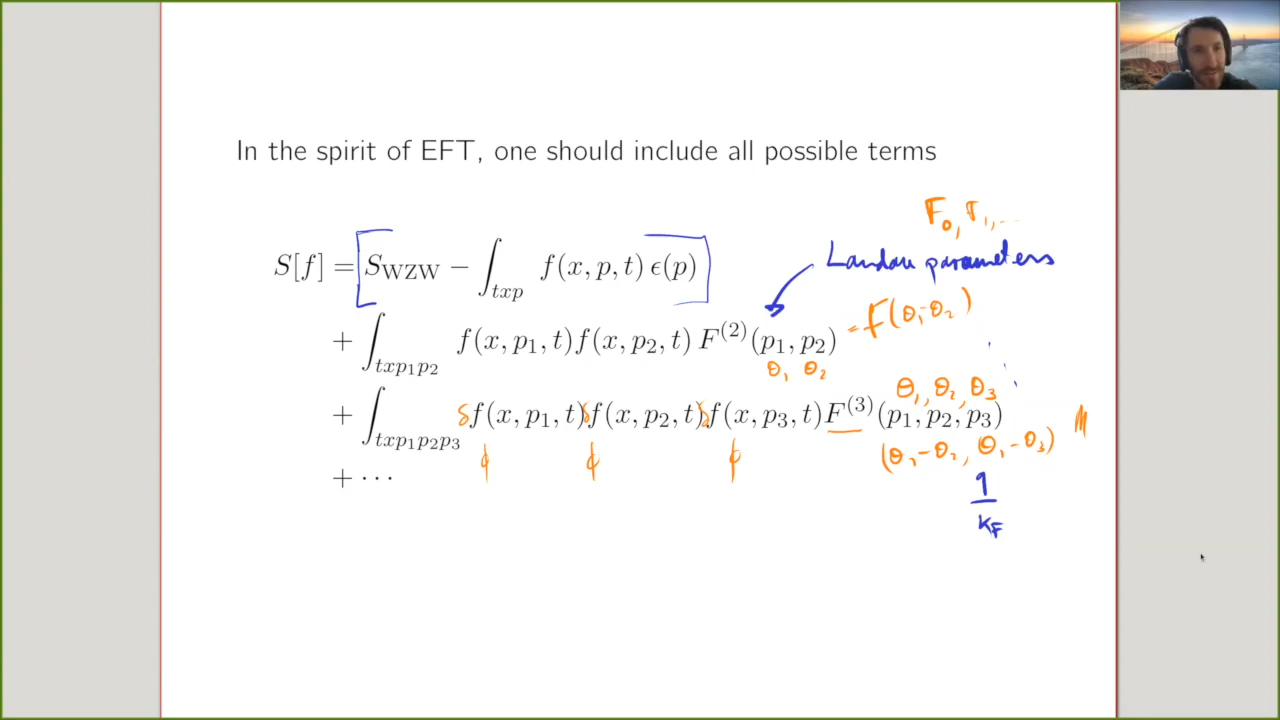 In the spirit of EFT, one should include all possible terms
F₀, F₁, ...
Landau parameters
S[f] = S_WZW − ∫_txp f(x, p, t) ϵ(p)
+ ∫_txp₁p₂ f(x, p₁, t)f(x, p₂, t) F⁽²⁾(p₁, p₂) = F(θ₁-θ₂)
θ₁ θ₂
θ₁, θ₂, θ₃
+ ∫_txp₁p₂p₃ δf(x, p₁, t)δf(x, p₂, t)δf(x, p₃, t)F⁽³⁾(p₁, p₂, p₃)
ϕ ϕ ϕ (θ₁-θ₂, θ₁-θ₃)
+ ⋯
q
k_F